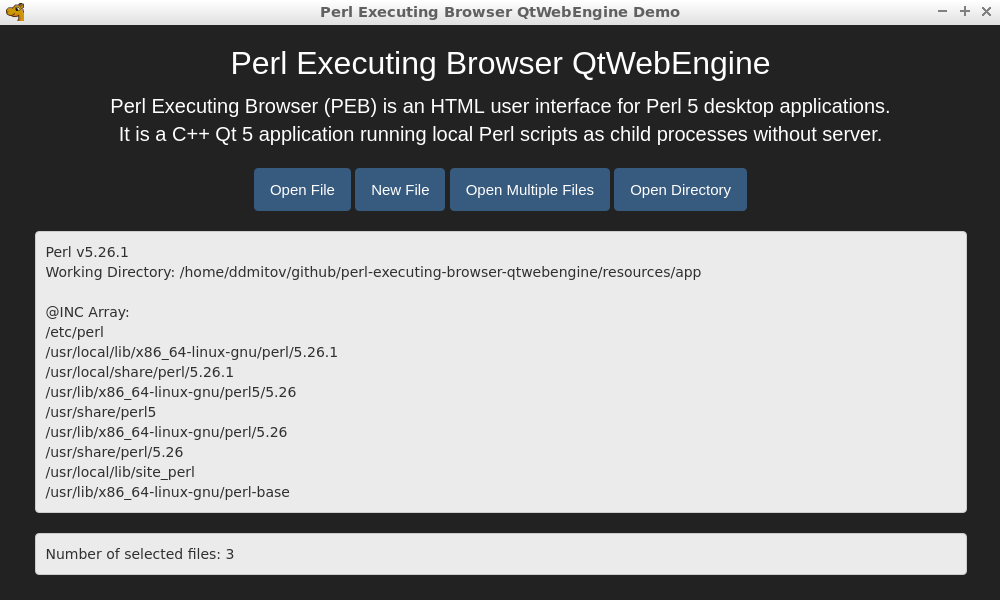 Perl Executing Browser QtWebEngine Demo
Perl Executing Browser QtWebEngine
Perl Executing Browser (PEB) is an HTML user interface for Perl 5 desktop applications.
It is a C++ Qt 5 application running local Perl scripts as child processes without server.
Open File New File Open Multiple Files Open Directory
Perl v5.26.1
Working Directory: /home/ddmitov/github/perl-executing-browser-qtwebengine/resources/app
@INC Array:
/etc/perl
/usr/local/lib/x86_64-linux-gnu/perl/5.26.1
/usr/local/share/perl/5.26.1
/usr/lib/x86_64-linux-gnu/perl5/5.26
/usr/share/perl5
/usr/lib/x86_64-linux-gnu/perl/5.26
/usr/share/perl/5.26
/usr/local/lib/site_perl
/usr/lib/x86_64-linux-gnu/perl-base
Number of selected files: 3